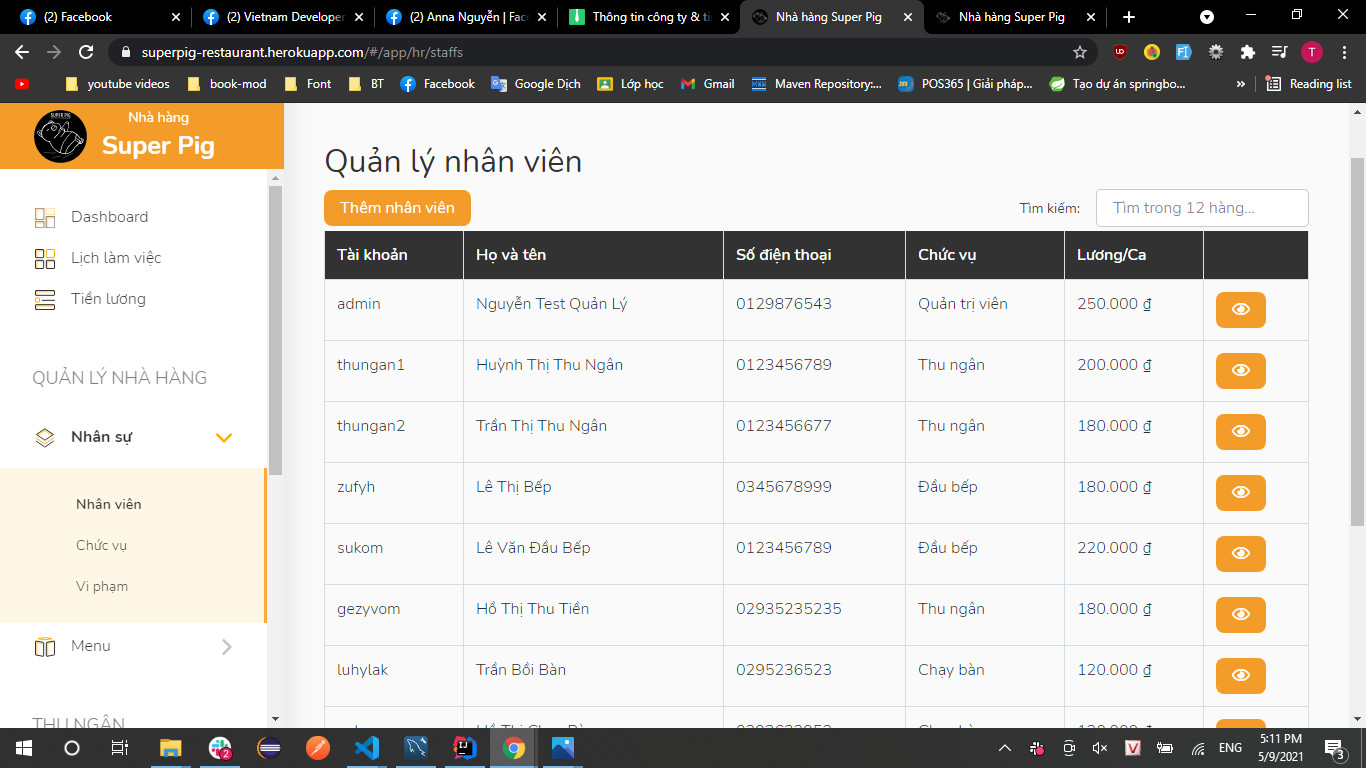 (2) Facebook
(2) Vietnam Developer
(2) Anna Nguyễn | Fac
Thông tin công ty & ti
Nhà hàng Super Pig
Nhà hàng Super Pig
superpig-restaurant.herokuapp.com/#/app/hr/staffs
T
youtube videos
book-mod
Font
BT
Facebook
Google Dịch
Lớp học
Gmail
Maven Repository:...
POS365 | Giải pháp...
Tạo dự án springbo...
»
Reading list
Nhà hàng
Super Pig
Dashboard
Lịch làm việc
Tiền lương
QUẢN LÝ NHÀ HÀNG
Nhân sự
Nhân viên
Chức vụ
Vi phạm
Menu
THU NGÂN
Quản lý nhân viên
Thêm nhân viên
Tìm kiếm:
Tìm trong 12 hàng...
Tài khoản Họ và tên Số điện thoại Chức vụ Lương/Ca
admin Nguyễn Test Quản Lý 0129876543 Quản trị viên 250.000 ₫
thungan1 Huỳnh Thị Thu Ngân 0123456789 Thu ngân 200.000 ₫
thungan2 Trần Thị Thu Ngân 0123456677 Thu ngân 180.000 ₫
zufyh Lê Thị Bếp 0345678999 Đầu bếp 180.000 ₫
sukom Lê Văn Đầu Bếp 0123456789 Đầu bếp 220.000 ₫
gezyvom Hồ Thị Thu Tiền 02935235235 Thu ngân 180.000 ₫
luhylak Trần Bồi Bàn 0295236523 Chạy bàn 120.000 ₫
ENG
5:11 PM
5/9/2021
3